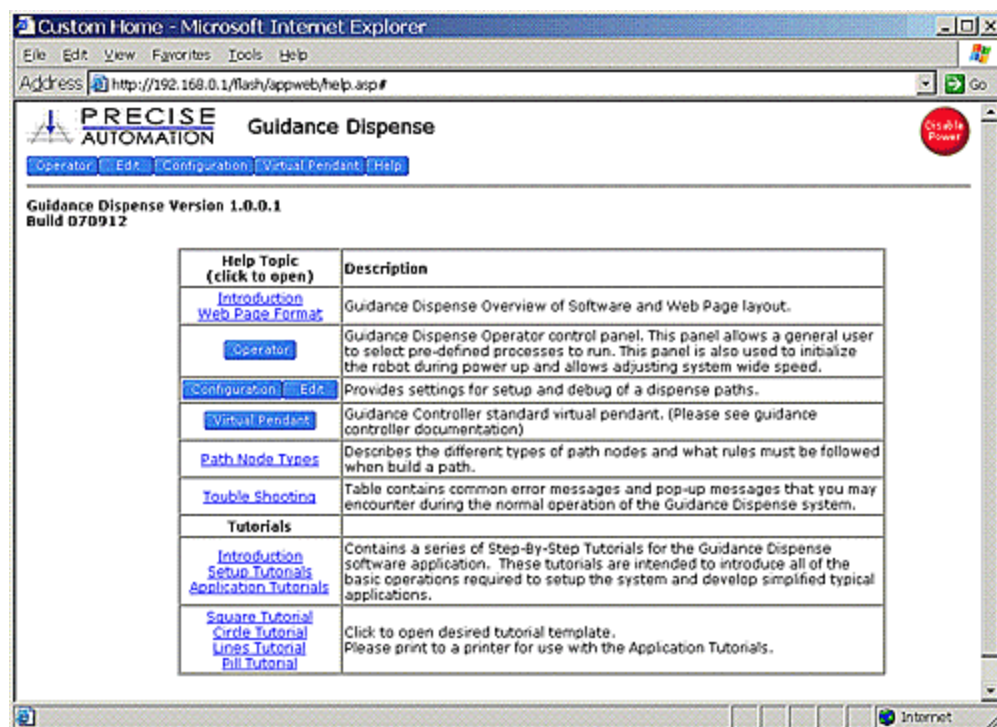 Custom Home - Microsoft Internet Explorer
File Edit View Favorites Tools Help
Address http://192.168.0.1/flash/appweb/help.asp# Go
PRECISE
AUTOMATION
Guidance Dispense
Disable
Power
Operator Edit Configuration Virtual Pendant Help
Guidance Dispense Version 1.0.0.1
Build 070912
Help Topic
(click to open)
Description
Introduction
Web Page Format
Guidance Dispense Overview of Software and Web Page layout.
Operator
Guidance Dispense Operator control panel. This panel allows a general user
to select pre-defined processes to run. This panel is also used to initialize
the robot during power up and allows adjusting system wide speed.
Configuration Edit
Provides settings for setup and debug of a dispense paths.
Virtual Pendant
Guidance Controller standard virtual pendant. (Please see guidance
controller documentation)
Path Node Types
Describes the different types of path nodes and what rules must be followed
when build a path.
Touble Shooting
Table contains common error messages and pop-up messages that you may
encounter during the normal operation of the Guidance Dispense system.
Tutorials
Introduction
Setup Tutorials
Application Tutorials
Contains a series of Step-By-Step Tutorials for the Guidance Dispense
software application. These tutorials are intended to introduce all of the
basic operations required to setup the system and develop simplified typical
applications.
Square Tutorial
Circle Tutorial
Lines Tutorial
Pill Tutorial
Click to open desired tutorial template.
Please print to a printer for use with the Application Tutorials.
Internet